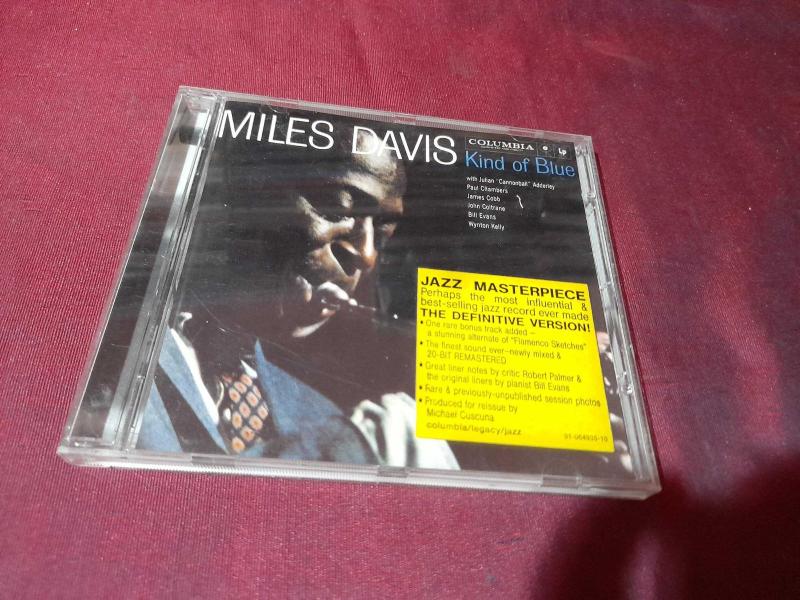 MILES DAVIS
COLUMBIA
Kind of Blue
with Julian "Cannonball" Adderley
Paul Chambers
James Cobb
John Coltrane
Bill Evans
Wynton Kelly
JAZZ MASTERPIECE
Perhaps the most influential &
best-selling jazz record ever made
THE DEFINITIVE VERSION!
• One rare bonus track added –
a stunning alternate of "Flamenco Sketches"
• The finest sound ever–newly mixed &
20-BIT REMASTERED
• Great liner notes by critic Robert Palmer &
the original liners by pianist Bill Evans
• Rare & previously-unpublished session photos
• Produced for reissue by
Michael Cuscuna
columbia/legacy/jazz